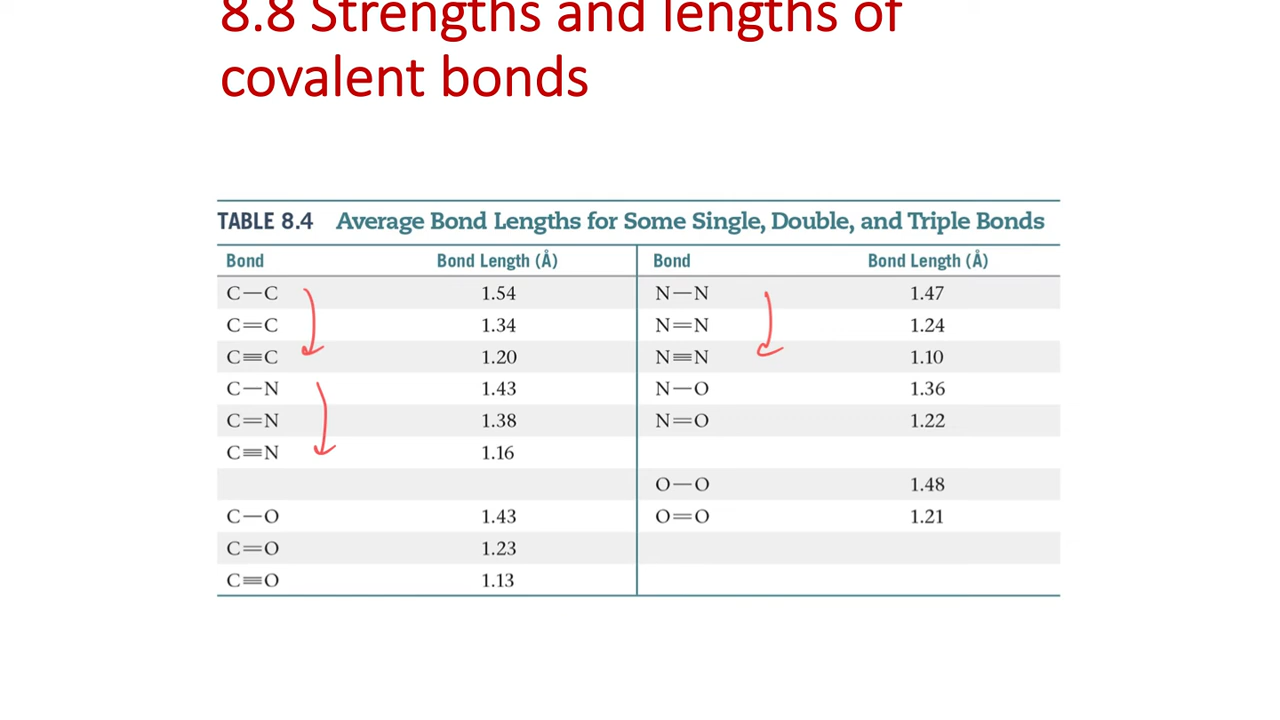 8.8 Strengths and lengths of
covalent bonds
TABLE 8.4 Average Bond Lengths for Some Single, Double, and Triple Bonds
Bond Bond Length (Å) Bond Bond Length (Å)
C—C 1.54 N—N 1.47
C=C 1.34 N=N 1.24
C≡C 1.20 N≡N 1.10
C—N 1.43 N—O 1.36
C=N 1.38 N=O 1.22
C≡N 1.16
O—O 1.48
C—O 1.43 O=O 1.21
C=O 1.23
C≡O 1.13